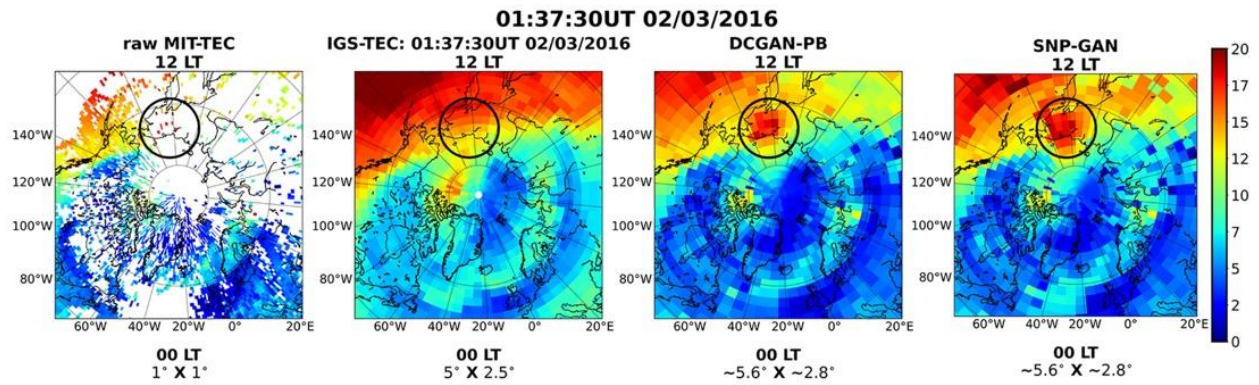 01:37:30UT 02/03/2016
raw MIT-TEC
12 LT
140°W
120°W
100°W
80°W
60°W 40°W 20°W 0° 20°E
00 LT
1° X 1°
IGS-TEC: 01:37:30UT 02/03/2016
12 LT
140°W
120°W
100°W
80°W
60°W 40°W 20°W 0° 20°E
00 LT
5° X 2.5°
DCGAN-PB
12 LT
140°W
120°W
100°W
80°W
60°W 40°W 20°W 0° 20°E
00 LT
~5.6° X ~2.8°
SNP-GAN
12 LT
140°W
120°W
100°W
80°W
60°W 40°W 20°W 0° 20°E
00 LT
~5.6° X ~2.8°
20
18
15
13
11
10
7
5
2
0